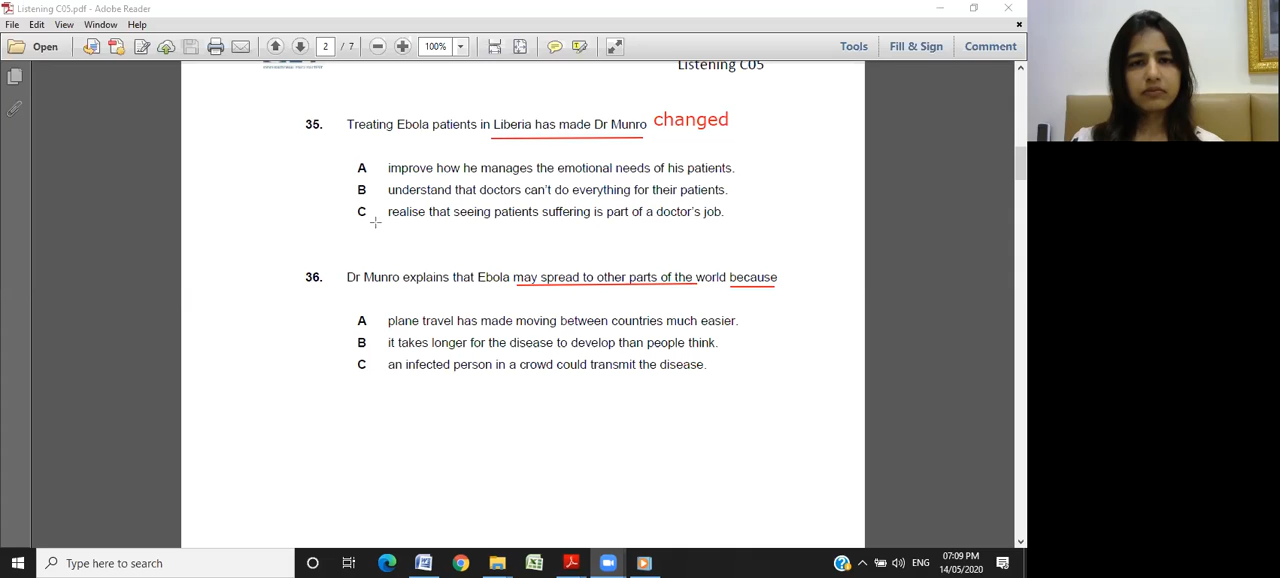 Listening C05.pdf - Adobe Reader
File Edit View Window Help
Open 2 / 7 100% Tools Fill & Sign Comment
Listening C05
35. Treating Ebola patients in Liberia has made Dr Munro changed
A improve how he manages the emotional needs of his patients.
B understand that doctors can't do everything for their patients.
C realise that seeing patients suffering is part of a doctor's job.
36. Dr Munro explains that Ebola may spread to other parts of the world because
A plane travel has made moving between countries much easier.
B it takes longer for the disease to develop than people think.
C an infected person in a crowd could transmit the disease.
Type here to search
ENG
07:09 PM
14/05/2020